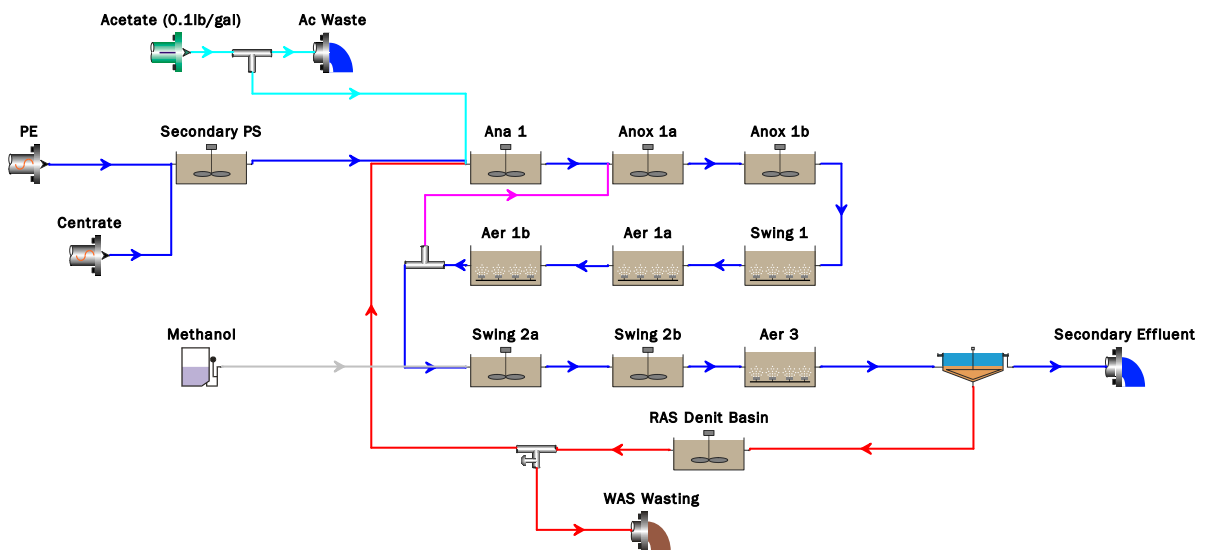 Acetate (0.1lb/gal)
Ac Waste
PE
Secondary PS
Ana 1
Anox 1a
Anox 1b
Centrate
Aer 1b
Aer 1a
Swing 1
Methanol
Swing 2a
Swing 2b
Aer 3
Secondary Effluent
RAS Denit Basin
WAS Wasting